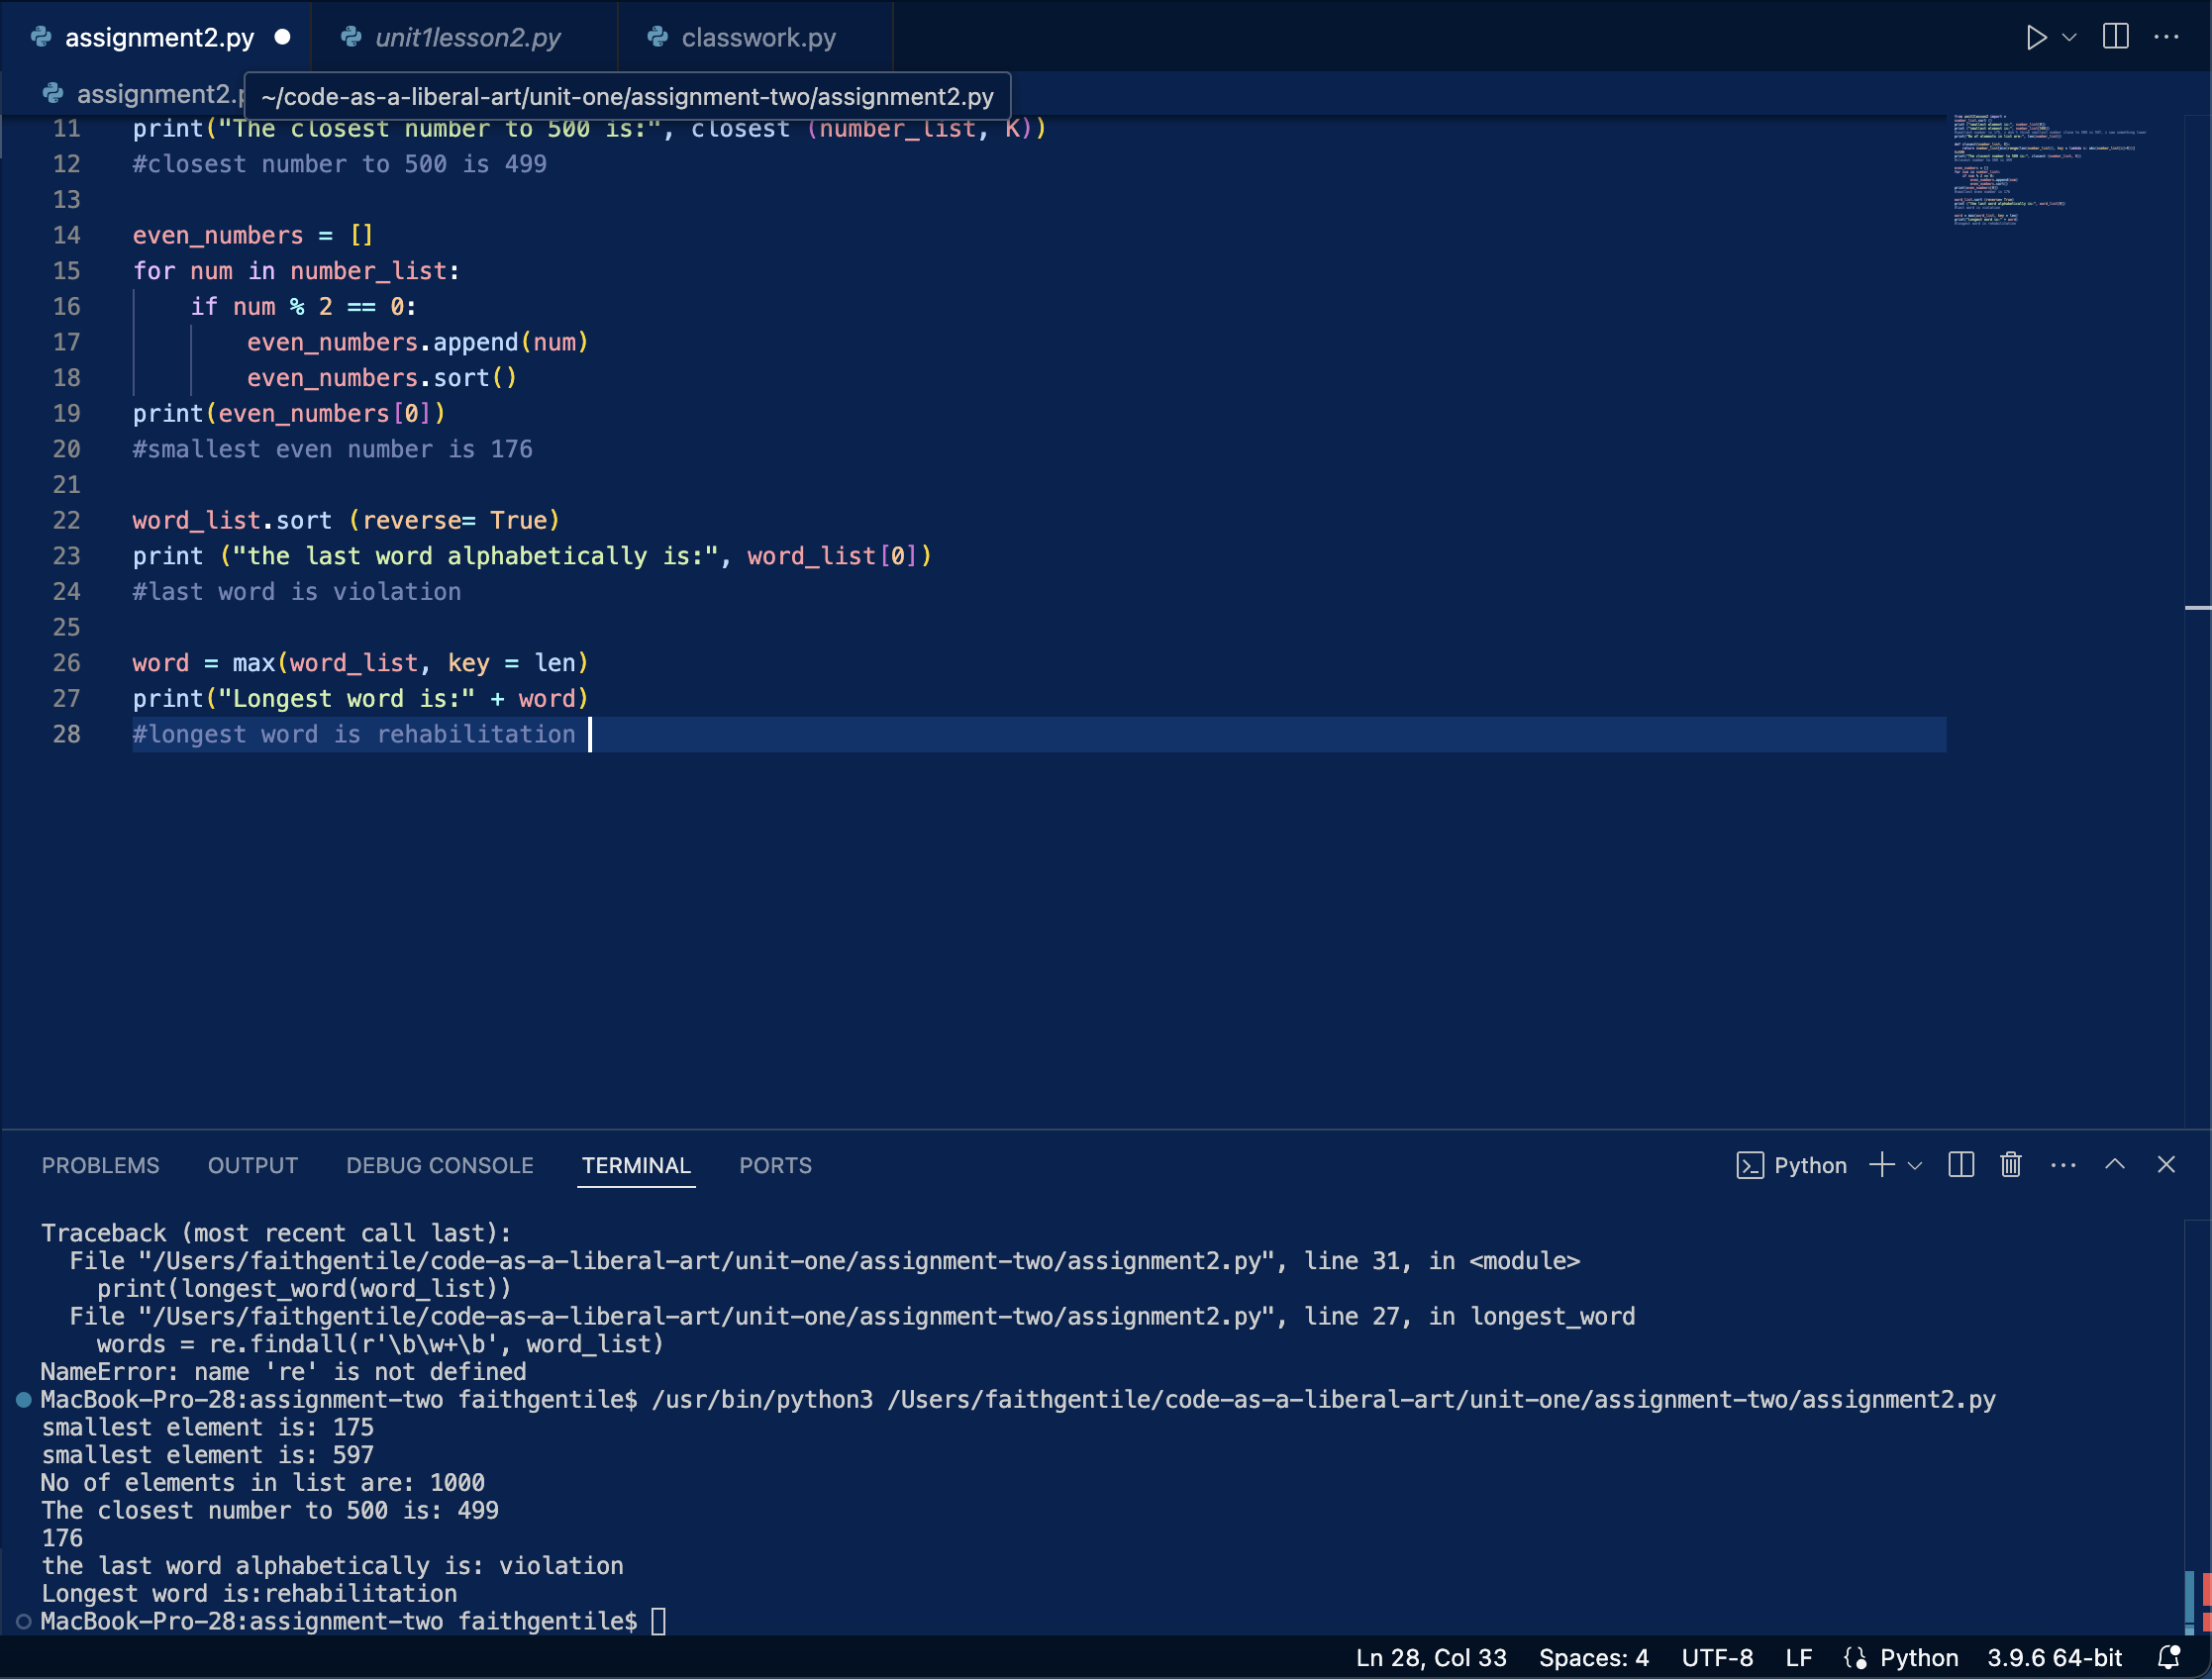 assignment2.py unit1lesson2.py classwork.py
assignment2.p ~/code-as-a-liberal-art/unit-one/assignment-two/assignment2.py
11 print("The closest number to 500 is:", closest (number_list, K))
12 #closest number to 500 is 499
13
14 even_numbers = []
15 for num in number_list:
16 if num % 2 == 0:
17 even_numbers.append(num)
18 even_numbers.sort()
19 print(even_numbers[0])
20 #smallest even number is 176
21
22 word_list.sort (reverse= True)
23 print ("the last word alphabetically is:", word_list[0])
24 #last word is violation
25
26 word = max(word_list, key = len)
27 print("Longest word is:" + word)
28 #longest word is rehabilitation
PROBLEMS OUTPUT DEBUG CONSOLE TERMINAL PORTS Python
Traceback (most recent call last):
File "/Users/faithgentile/code-as-a-liberal-art/unit-one/assignment-two/assignment2.py", line 31, in <module>
print(longest_word(word_list))
File "/Users/faithgentile/code-as-a-liberal-art/unit-one/assignment-two/assignment2.py", line 27, in longest_word
words = re.findall(r'\b\w+\b', word_list)
NameError: name 're' is not defined
MacBook-Pro-28:assignment-two faithgentile$ /usr/bin/python3 /Users/faithgentile/code-as-a-liberal-art/unit-one/assignment-two/assignment2.py
smallest element is: 175
smallest element is: 597
No of elements in list are: 1000
The closest number to 500 is: 499
176
the last word alphabetically is: violation
Longest word is:rehabilitation
MacBook-Pro-28:assignment-two faithgentile$
Ln 28, Col 33 Spaces: 4 UTF-8 LF Python 3.9.6 64-bit